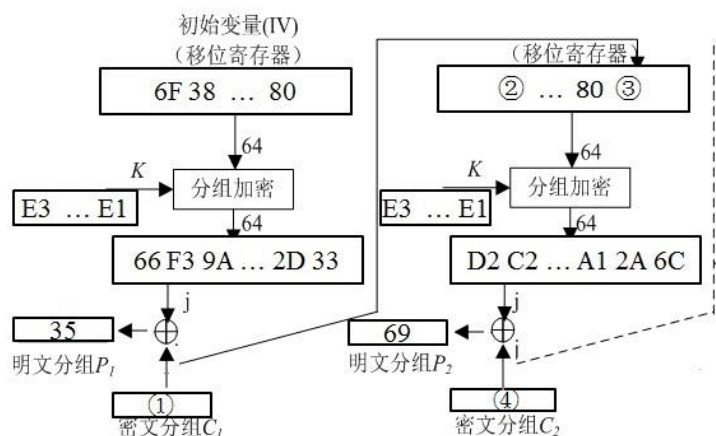 初始变量(IV)
（移位寄存器）
6F 38 … 80
64
K
分组加密
E3 … E1
64
66 F3 9A … 2D 33
j
35
明文分组P1
①
密文分组C1
（移位寄存器）
② … 80 ③
64
K
分组加密
E3 … E1
64
D2 C2 … A1 2A 6C
j
69
明文分组P2
j
④
密文分组C2